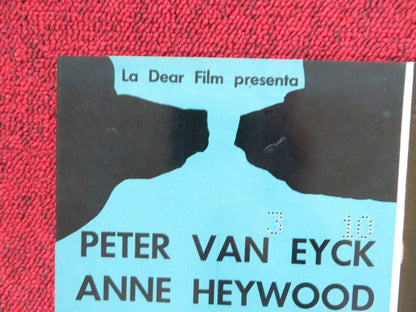 La Dear Film presenta
3 10
PETER VAN EYCK
ANNE HEYWOOD